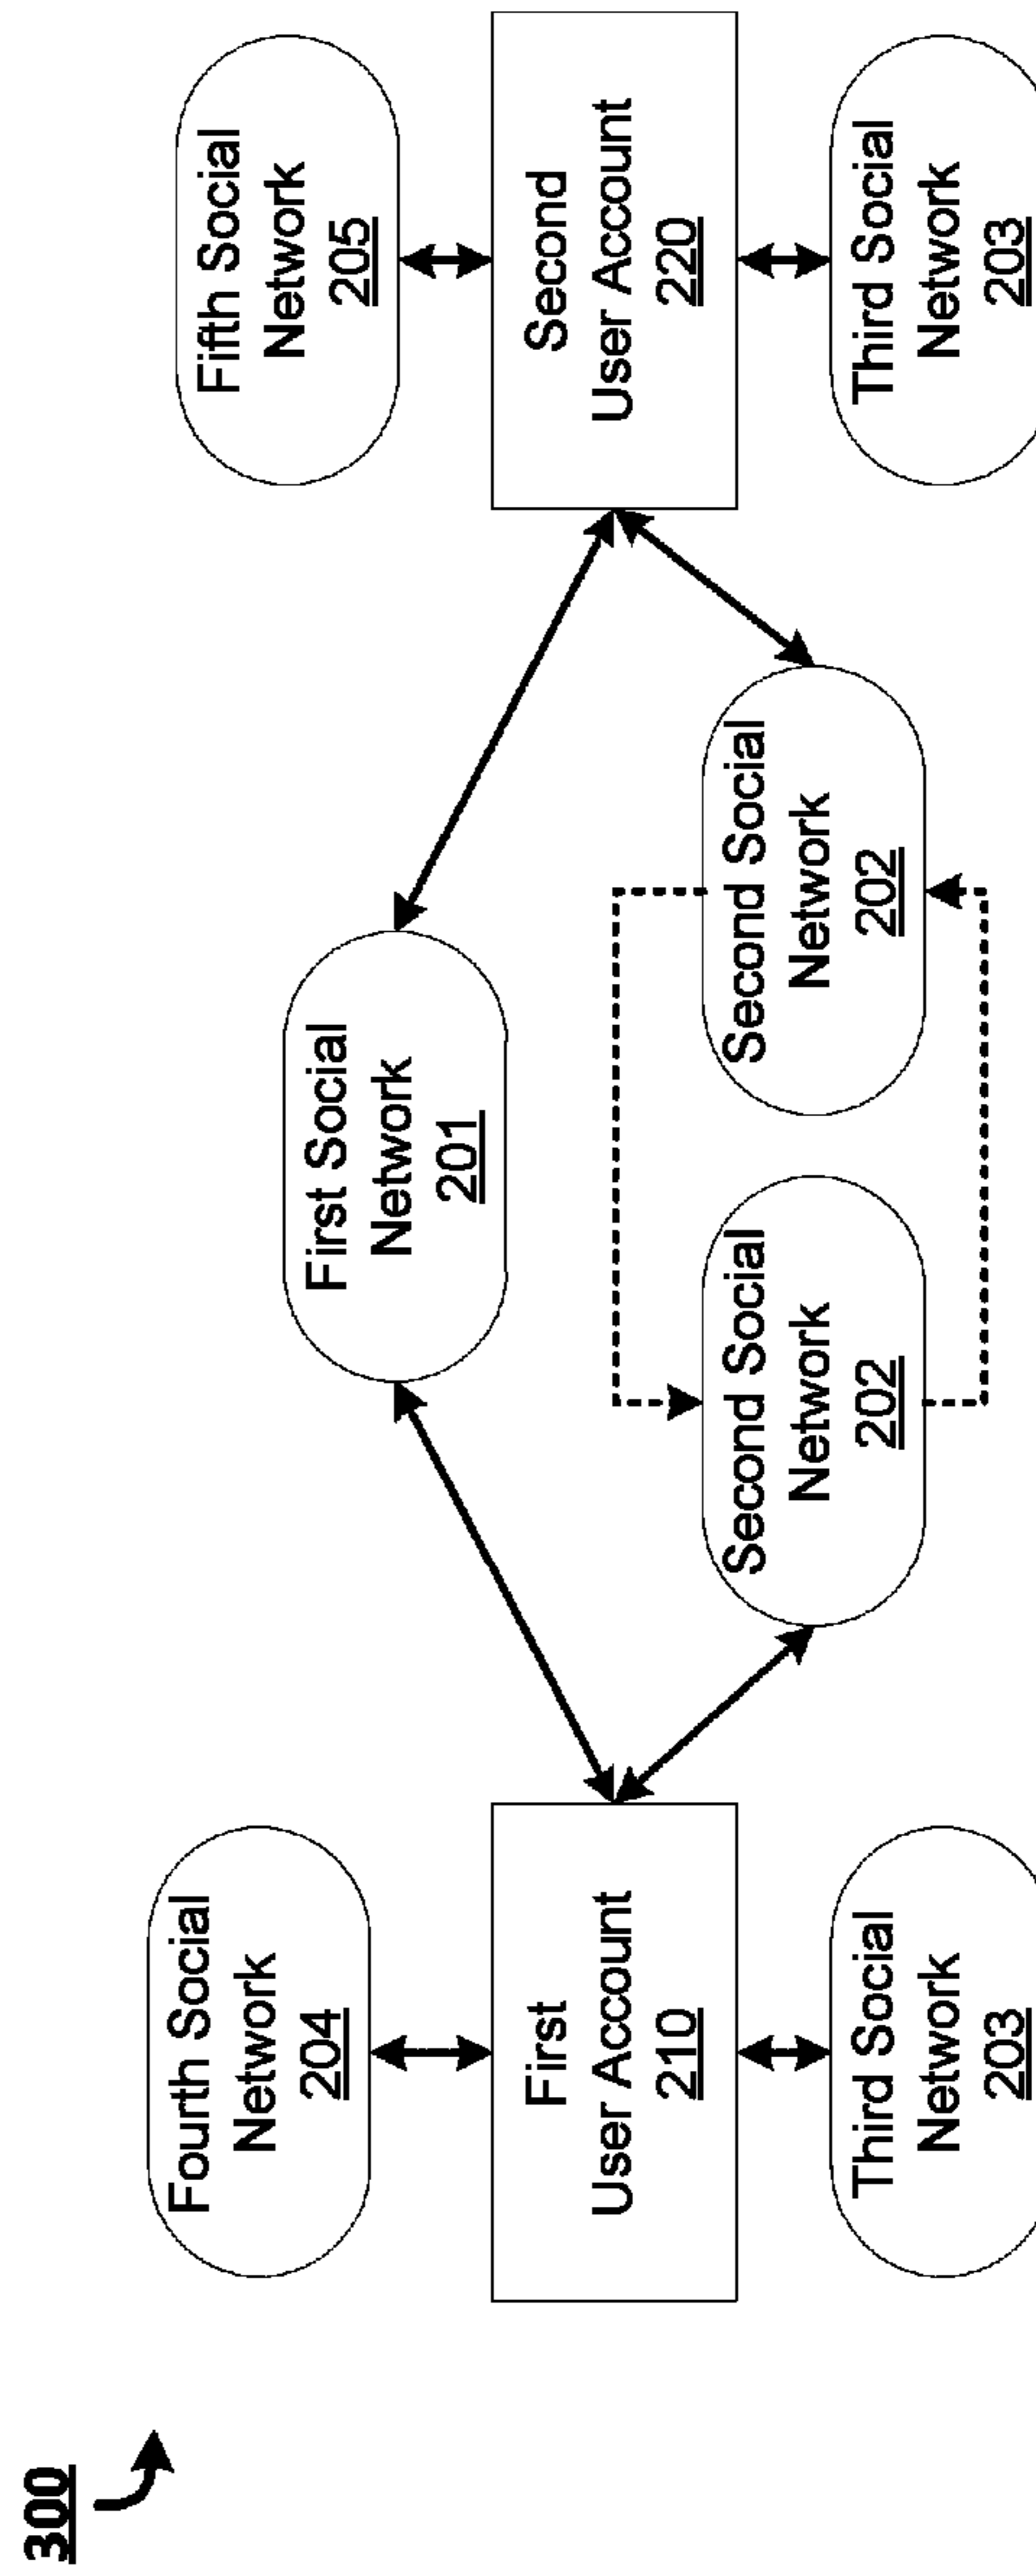 300
Fourth Social
Network
204
First
User Account
210
Third Social
Network
203
First Social
Network
201
Second Social
Network
202
Second Social
Network
202
Fifth Social
Network
205
Second
User Account
220
Third Social
Network
203